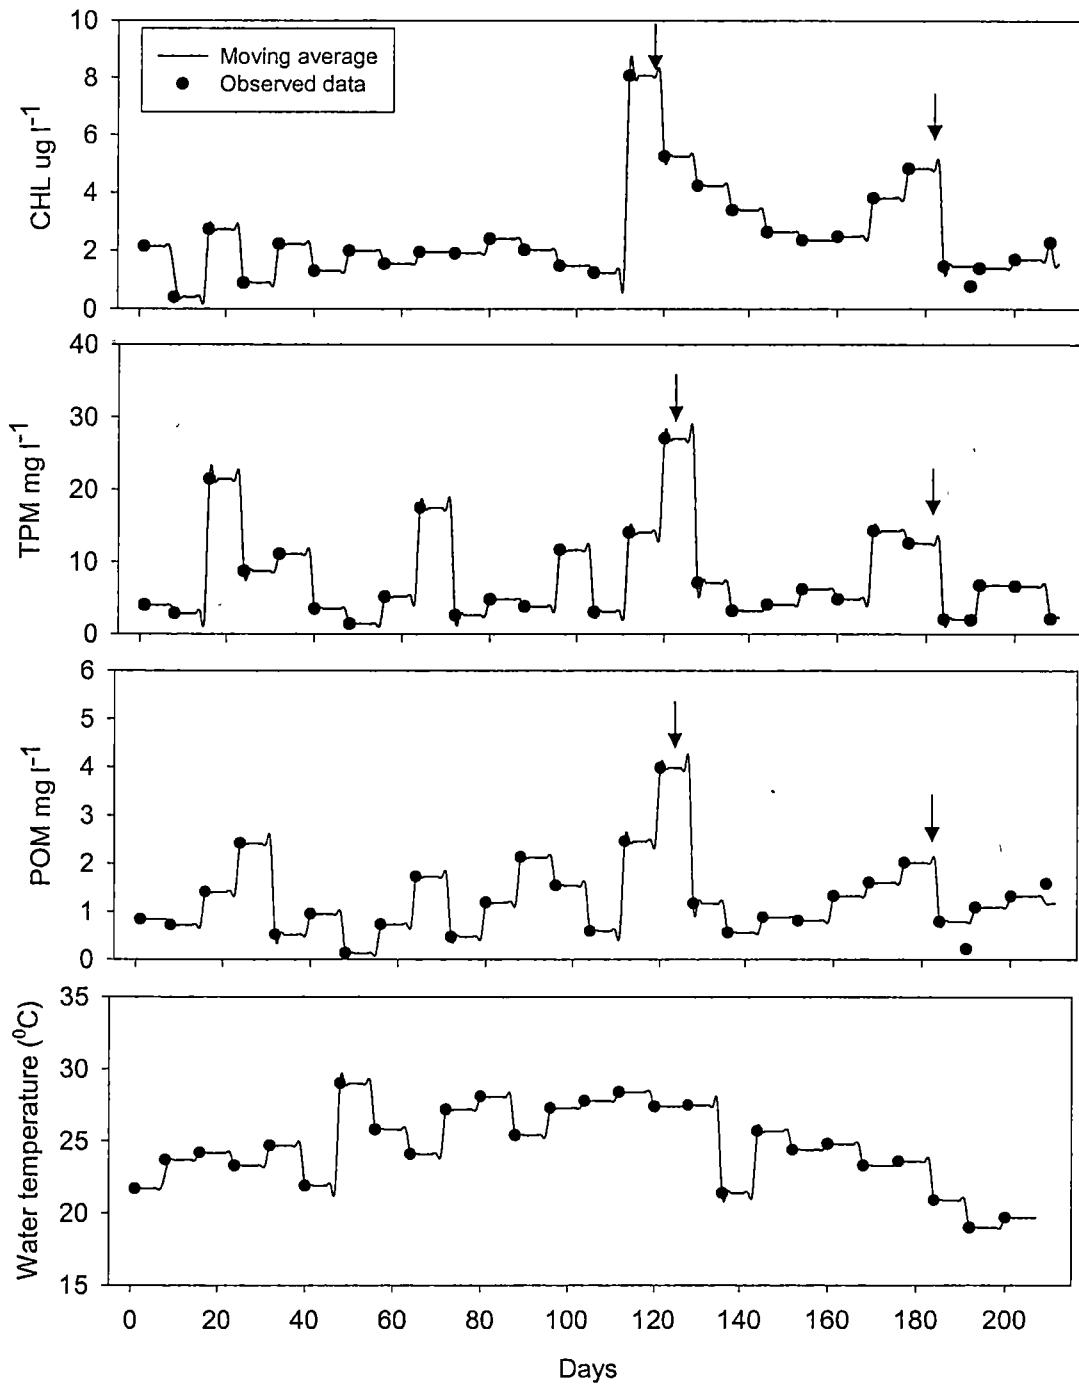 10
8
6
4
2
0
CHL ug l⁻¹
Moving average
Observed data
40
30
20
10
0
TPM mg l⁻¹
6
5
4
3
2
1
0
POM mg l⁻¹
35
30
25
20
15
Water temperature (⁰C)
0 20 40 60 80 100 120 140 160 180 200
Days